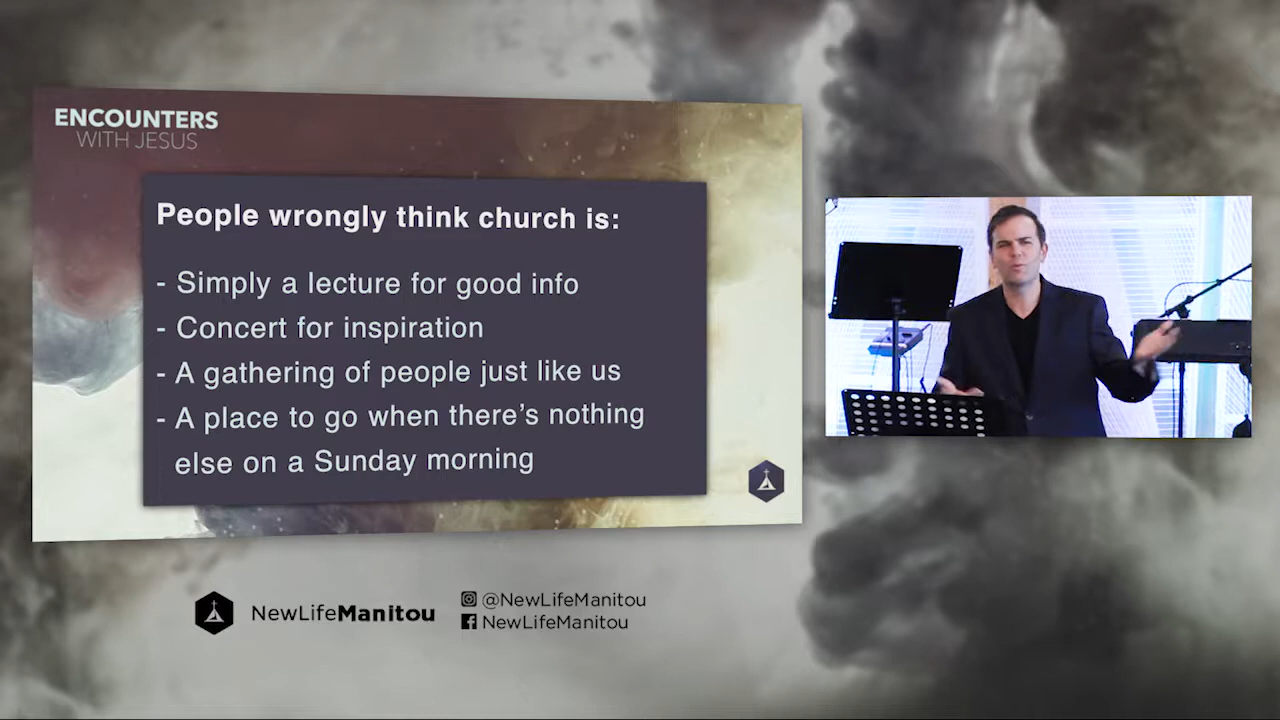 ENCOUNTERS
WITH JESUS
People wrongly think church is:
- Simply a lecture for good info
- Concert for inspiration
- A gathering of people just like us
- A place to go when there's nothing
else on a Sunday morning
NewLifeManitou
@NewLifeManitou
NewLifeManitou